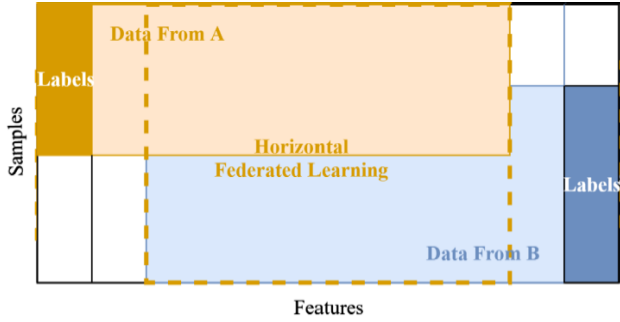 Data From A
Labels
Samples
Horizontal
Federated Learning
Labels
Data From B
Features